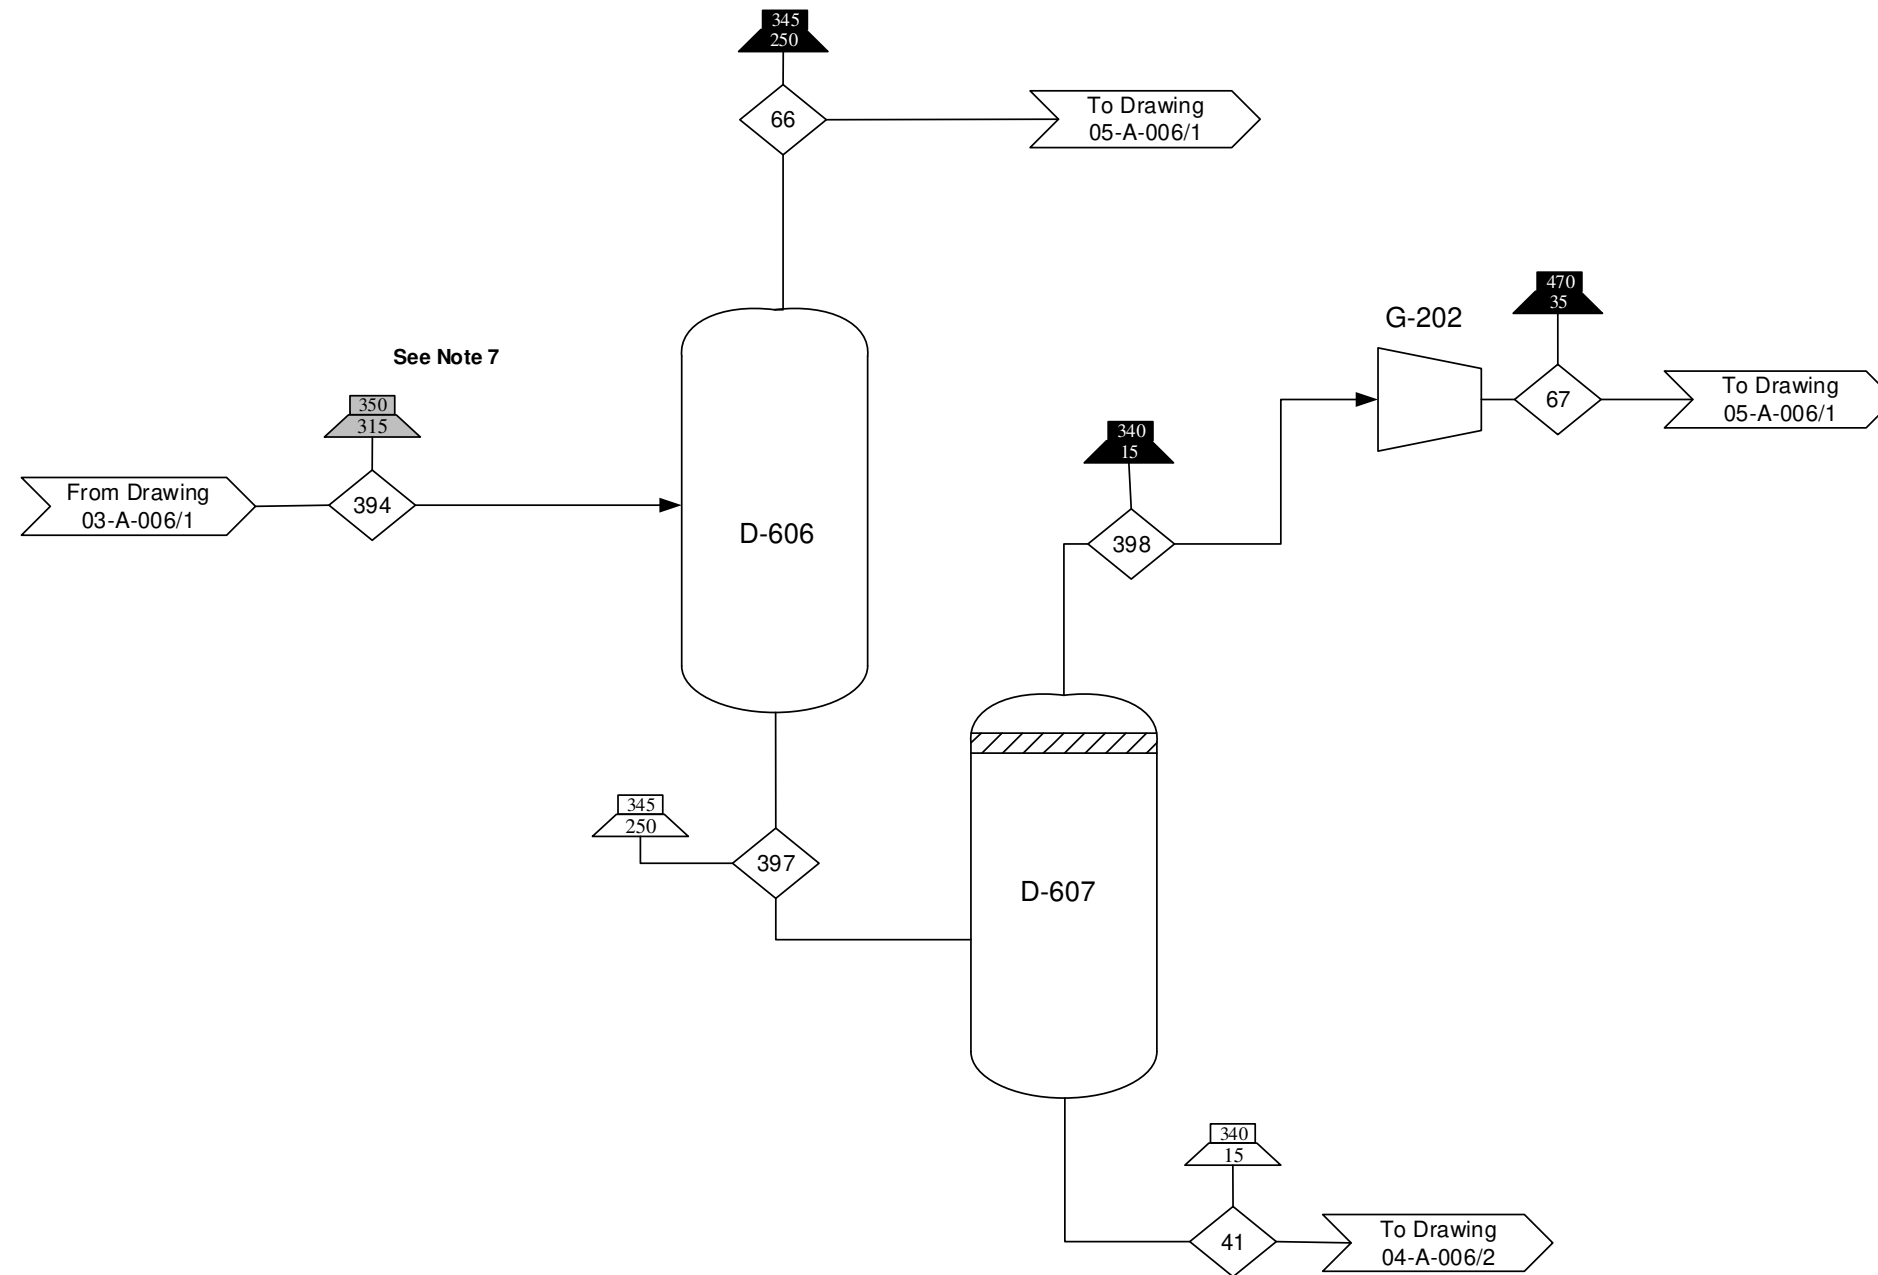 345
250
66
To Drawing
05-A-006/1
470
35
G-202
See Note 7
350
315
67
To Drawing
05-A-006/1
340
15
From Drawing
03-A-006/1
394
D-606
398
345
250
397
D-607
340
15
41
To Drawing
04-A-006/2